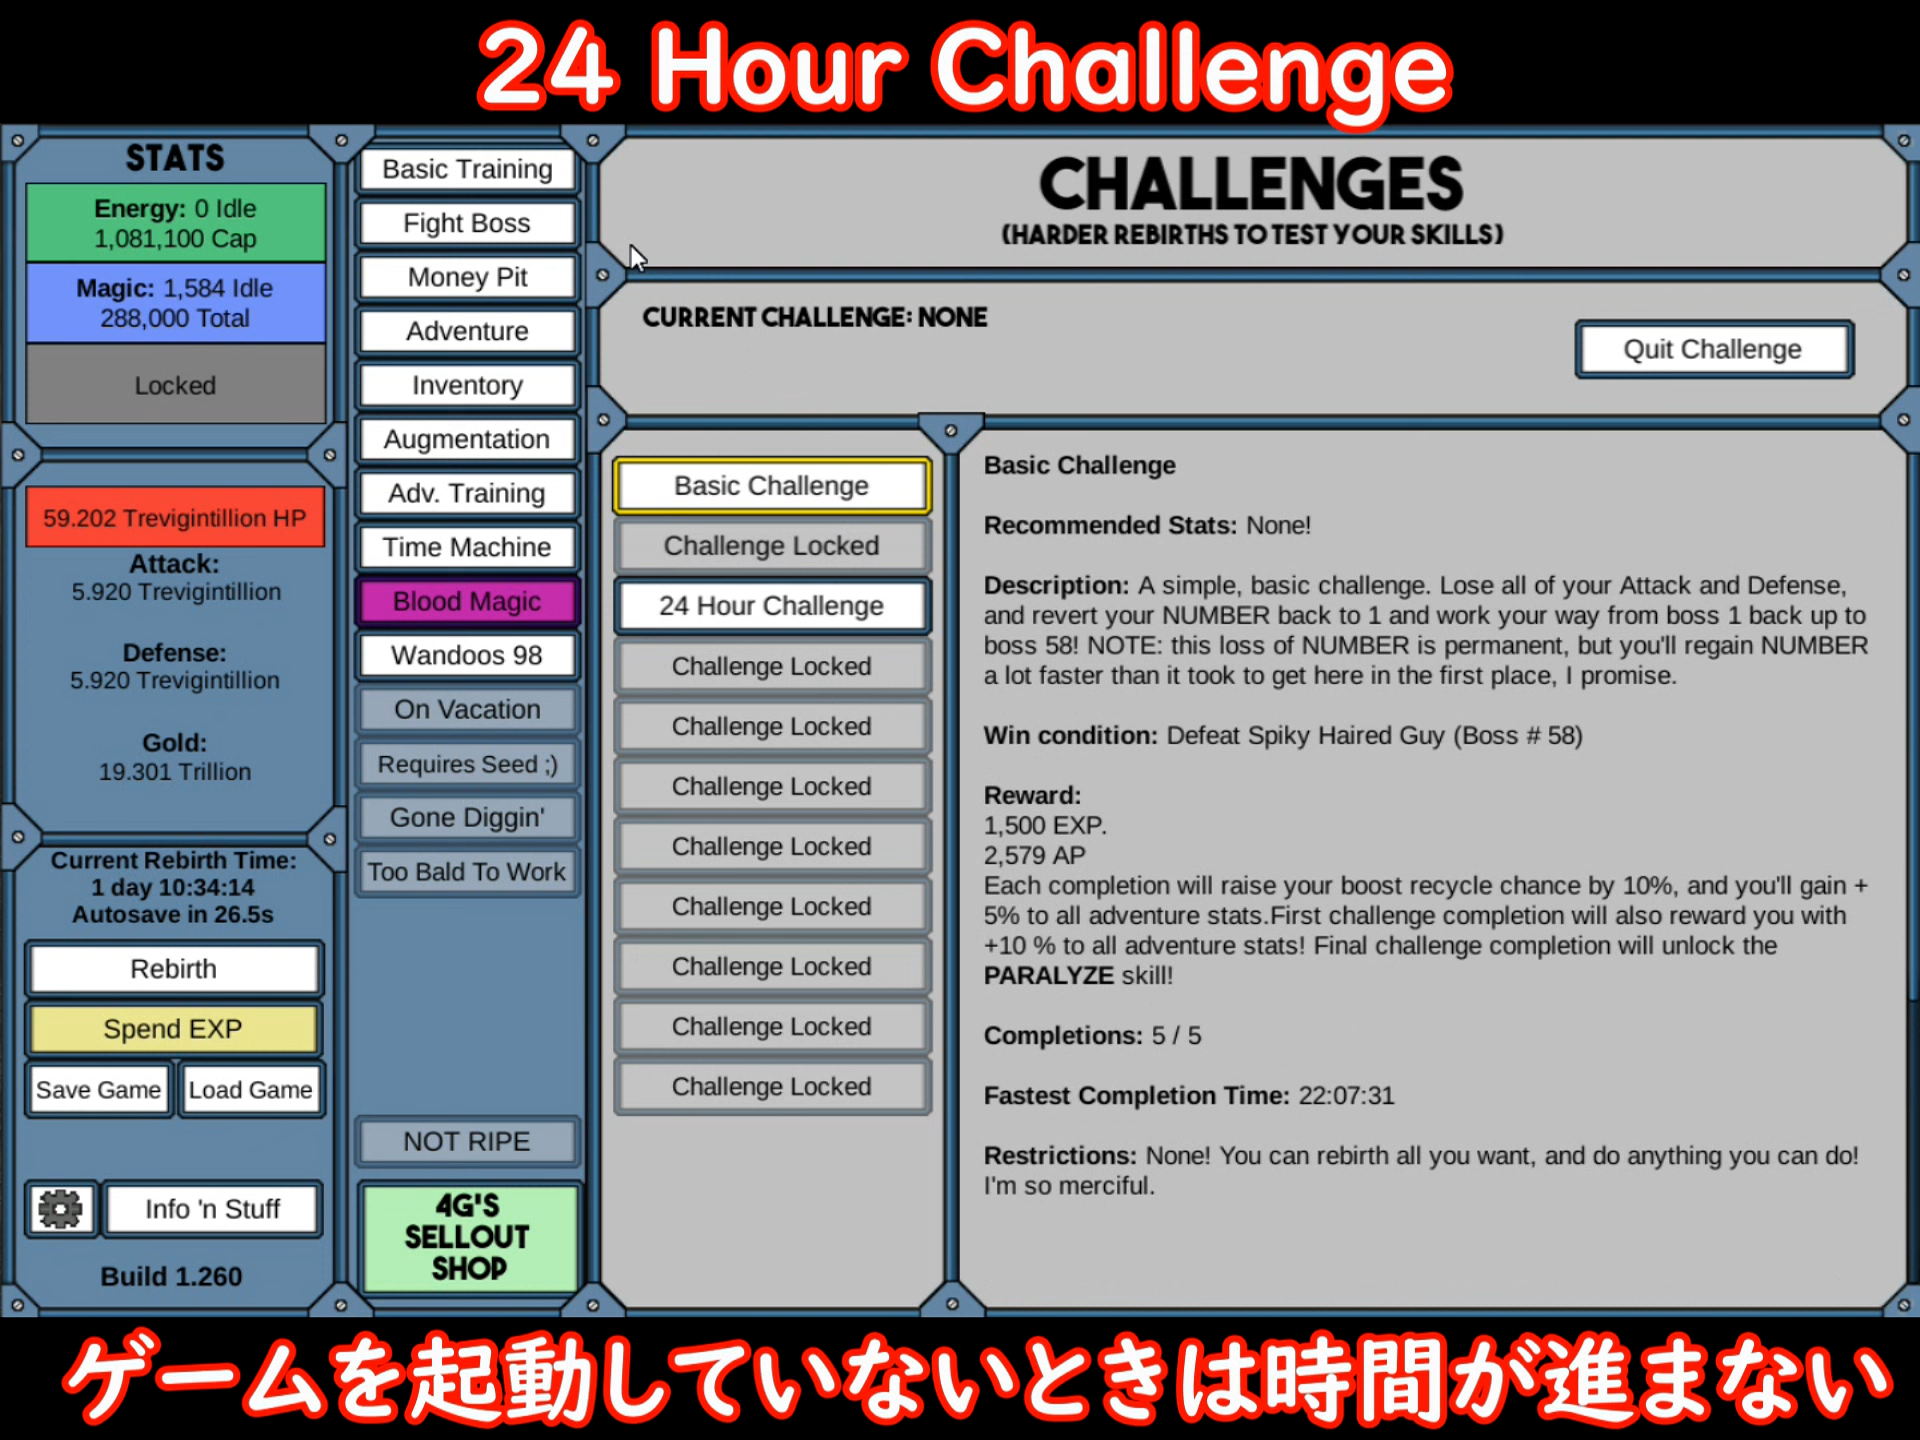 24 Hour Challenge
STATS
Energy: 0 Idle
1,081,100 Cap
Magic: 1,584 Idle
288,000 Total
Locked
59.202 Trevigintillion HP
Attack:
5.920 Trevigintillion
Defense:
5.920 Trevigintillion
Gold:
19.301 Trillion
Current Rebirth Time:
1 day 10:34:14
Autosave in 26.5s
Rebirth
Spend EXP
Save Game
Load Game
Info 'n Stuff
Build 1.260
Basic Training
Fight Boss
Money Pit
Adventure
Inventory
Augmentation
Adv. Training
Time Machine
Blood Magic
Wandoos 98
On Vacation
Requires Seed ;)
Gone Diggin'
Too Bald To Work
NOT RIPE
4G'S
SELLOUT
SHOP
CHALLENGES
(HARDER REBIRTHS TO TEST YOUR SKILLS)
CURRENT CHALLENGE: NONE
Quit Challenge
Basic Challenge
Challenge Locked
24 Hour Challenge
Challenge Locked
Challenge Locked
Challenge Locked
Challenge Locked
Challenge Locked
Challenge Locked
Challenge Locked
Challenge Locked
Basic Challenge
Recommended Stats: None!
Description: A simple, basic challenge. Lose all of your Attack and Defense,
and revert your NUMBER back to 1 and work your way from boss 1 back up to
boss 58! NOTE: this loss of NUMBER is permanent, but you'll regain NUMBER
a lot faster than it took to get here in the first place, I promise.
Win condition: Defeat Spiky Haired Guy (Boss # 58)
Reward:
1,500 EXP.
2,579 AP
Each completion will raise your boost recycle chance by 10%, and you'll gain +
5% to all adventure stats.First challenge completion will also reward you with
+10 % to all adventure stats! Final challenge completion will unlock the
PARALYZE skill!
Completions: 5 / 5
Fastest Completion Time: 22:07:31
Restrictions: None! You can rebirth all you want, and do anything you can do!
I'm so merciful.
ゲームを起動していないときは時間が進まない